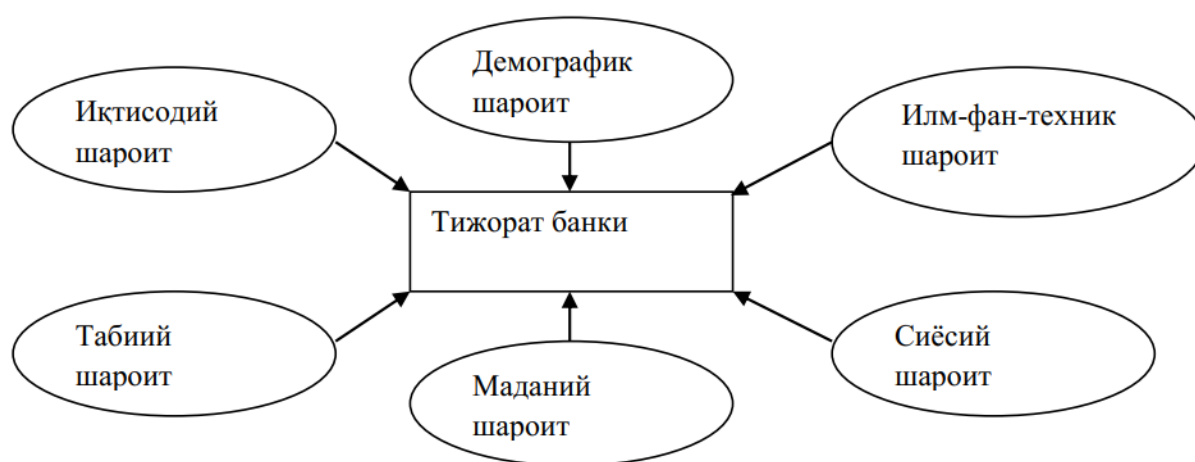 Демографик
шароит
Иқтисодий
шароит
Илм-фан-техник
шароит
Тижорат банки
Табиий
шароит
Маданий
шароит
Сиёсий
шароит